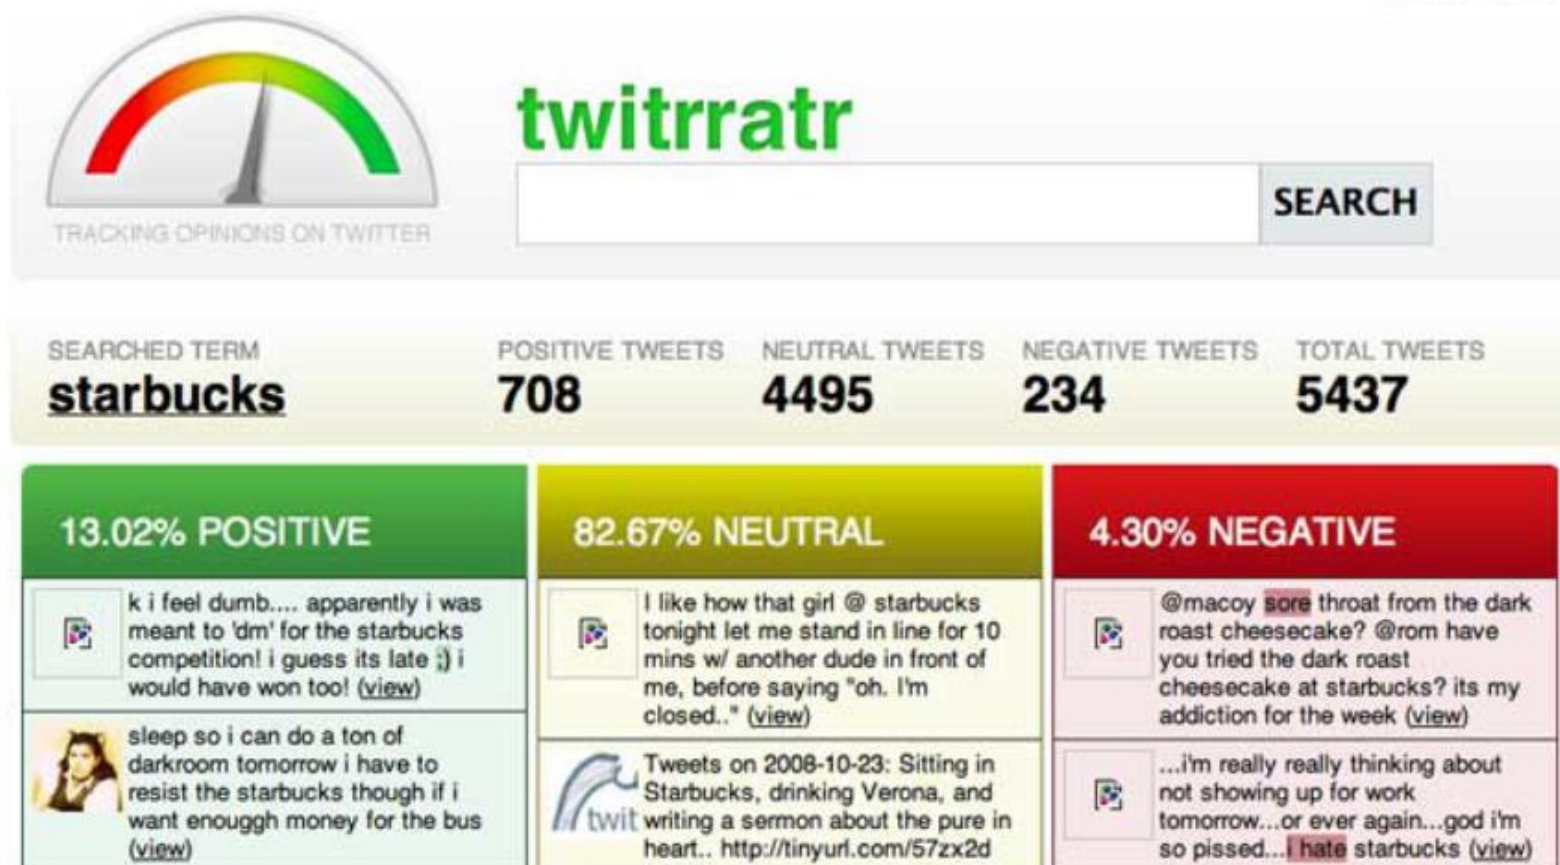 twitrratr
SEARCH
TRACKING OPINIONS ON TWITTER
SEARCHED TERM
starbucks
POSITIVE TWEETS
708
NEUTRAL TWEETS
4495
NEGATIVE TWEETS
234
TOTAL TWEETS
5437
13.02% POSITIVE
k i feel dumb.... apparently i was
meant to 'dm' for the starbucks
competition! i guess its late ;) i
would have won too! (view)
sleep so i can do a ton of
darkroom tomorrow i have to
resist the starbucks though if i
want enouggh money for the bus
(view)
82.67% NEUTRAL
I like how that girl @ starbucks
tonight let me stand in line for 10
mins w/ another dude in front of
me, before saying "oh. I'm
closed.." (view)
twit
Tweets on 2008-10-23: Sitting in
Starbucks, drinking Verona, and
writing a sermon about the pure in
heart.. http://tinyurl.com/57zx2d
4.30% NEGATIVE
@macoy sore throat from the dark
roast cheesecake? @rom have
you tried the dark roast
cheesecake at starbucks? its my
addiction for the week (view)
...i'm really really thinking about
not showing up for work
tomorrow...or ever again...god i'm
so pissed...i hate starbucks (view)